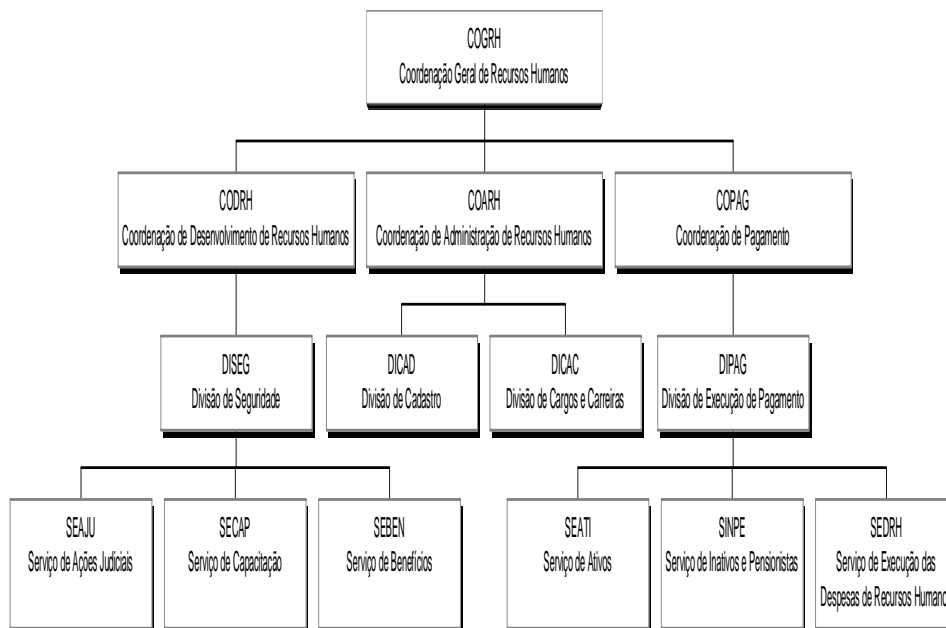 COGRH
Coordenação Geral de Recursos Humanos
CODRH
Coordenação de Desenvolvimento de Recursos Humanos
COARH
Coordenação de Administração de Recursos Humanos
COPAG
Coordenação de Pagamento
DISEG
Divisão de Seguridade
DICAD
Divisão de Cadastro
DICAC
Divisão de Cargos e Carreiras
DIPAG
Divisão de Execução de Pagamento
SEAJU
Serviço de Ações Judiciais
SECAP
Serviço de Capacitação
SEBEN
Serviço de Benefícios
SEATI
Serviço de Ativos
SINPE
Serviço de Inativos e Pensionistas
SEDRH
Serviço de Execução das
Despesas de Recursos Humano